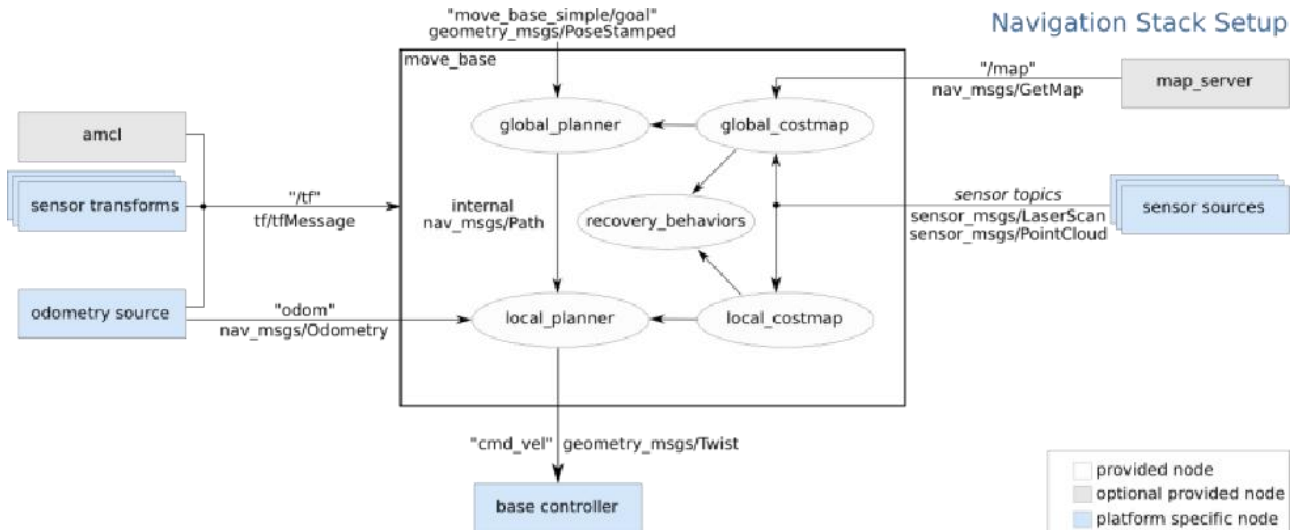 "move_base_simple/goal"
geometry_msgs/PoseStamped
Navigation Stack Setup
move_base
"/map"
nav_msgs/GetMap
map_server
amcl
global_planner
global_costmap
sensor transforms
"/tf"
tf/tfMessage
internal
nav_msgs/Path
recovery_behaviors
sensor topics
sensor_msgs/LaserScan
sensor_msgs/PointCloud
sensor sources
odometry source
"odom"
nav_msgs/Odometry
local_planner
local_costmap
"cmd_vel" geometry_msgs/Twist
base controller
provided node
optional provided node
platform specific node